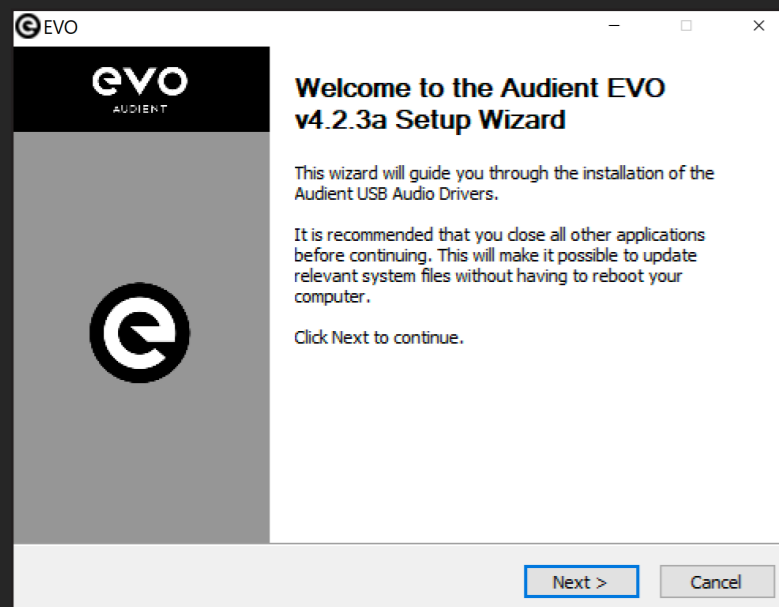 EVO
evo
AUDIENT
Welcome to the Audient EVO
v4.2.3a Setup Wizard
This wizard will guide you through the installation of the
Audient USB Audio Drivers.
It is recommended that you close all other applications
before continuing. This will make it possible to update
relevant system files without having to reboot your
computer.
Click Next to continue.
Next >
Cancel